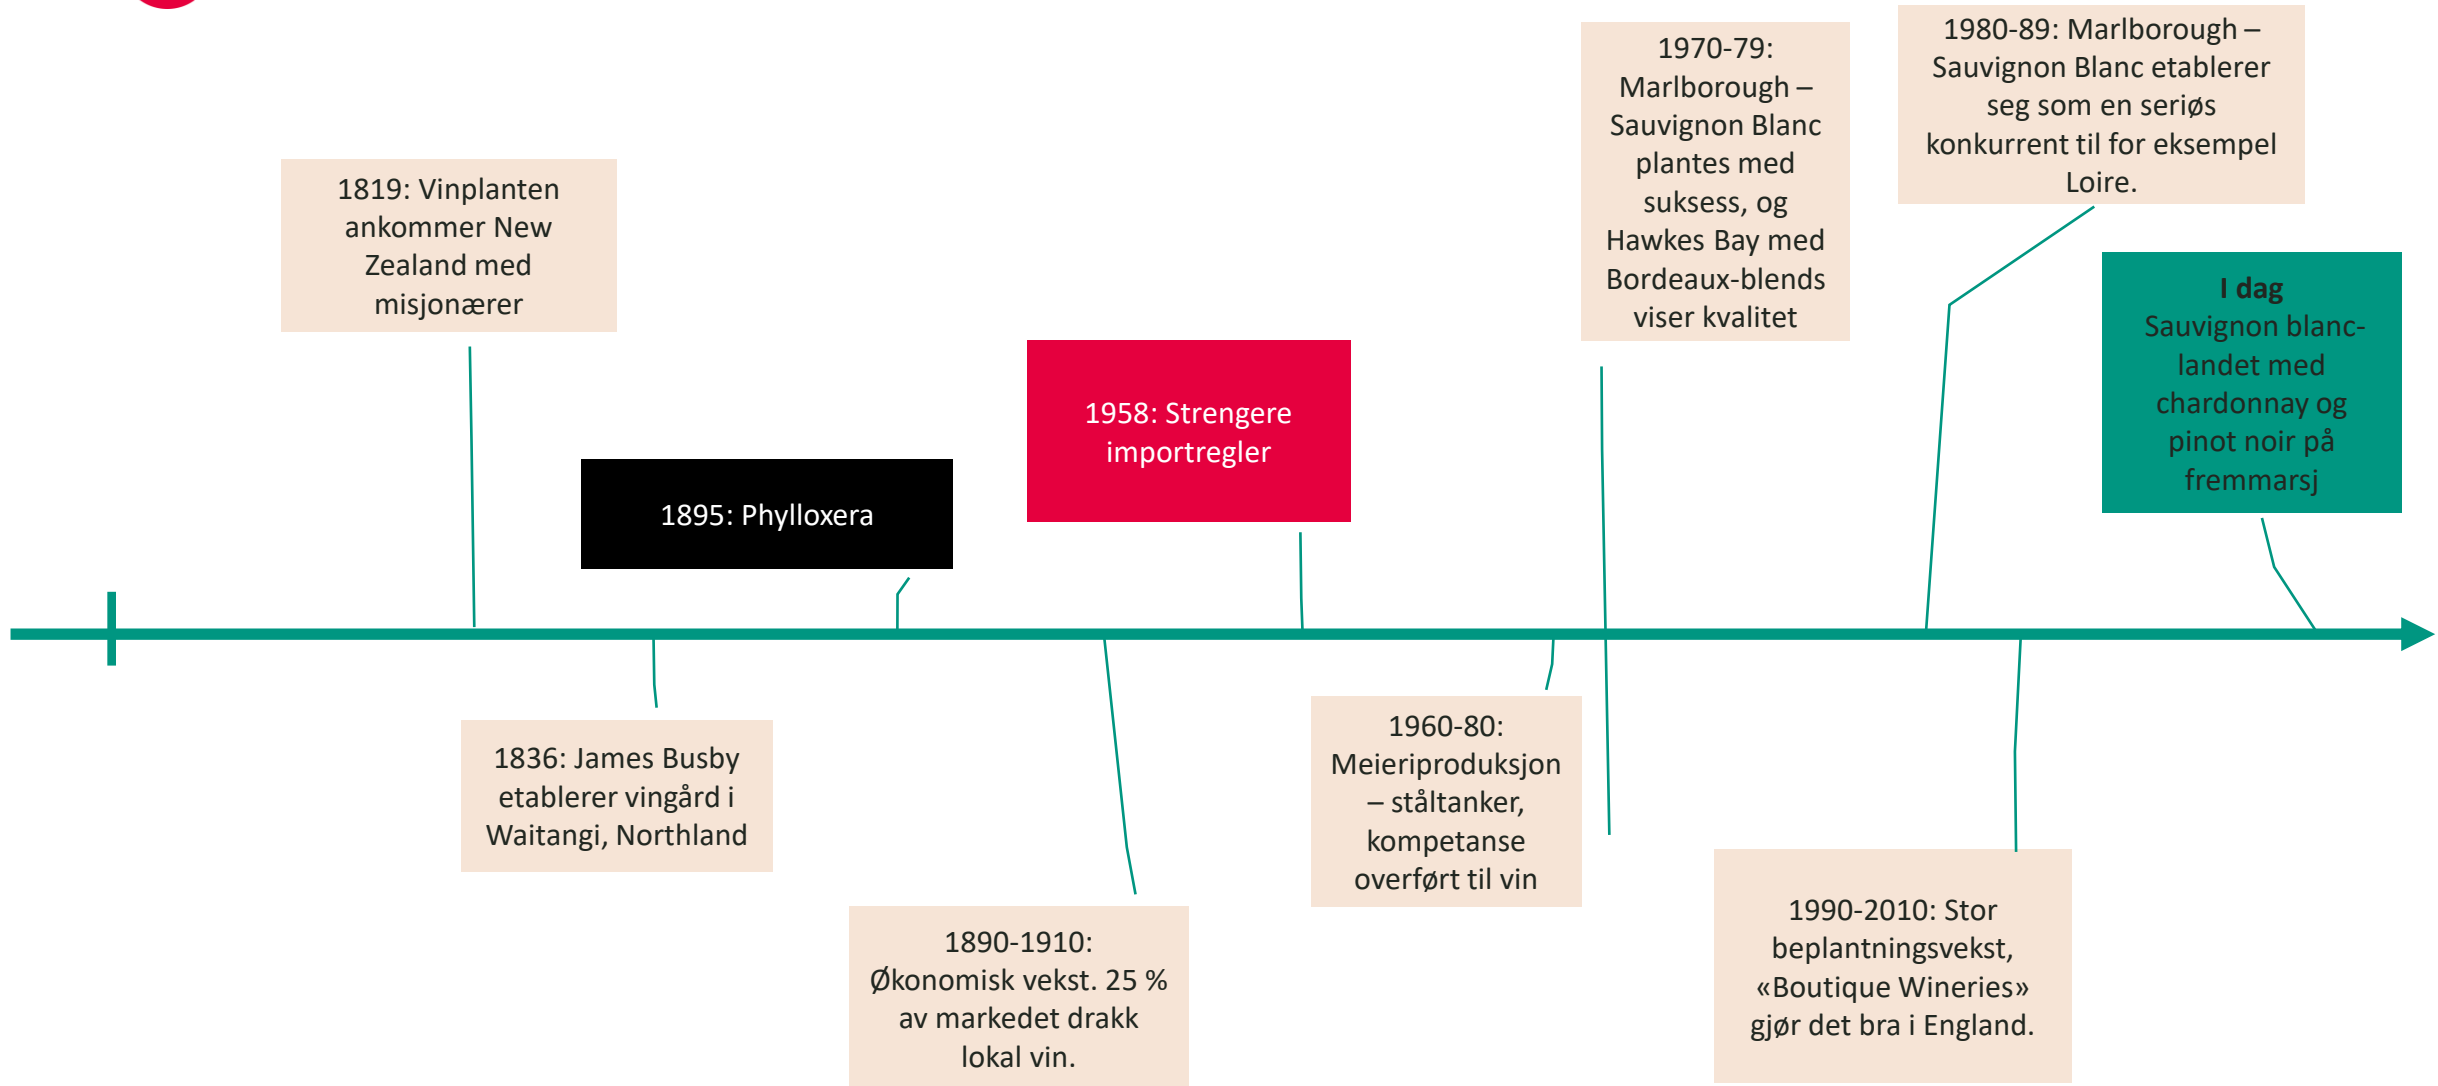 1819: Vinplanten
ankommer New
Zealand med
misjonærer
1836: James Busby
etablerer vingård i
Waitangi, Northland
1895: Phylloxera
1890-1910:
Økonomisk vekst. 25 %
av markedet drakk
lokal vin.
1958: Strengere
importregler
1960-80:
Meieriproduksjon
– ståltanker,
kompetanse
overført til vin
1970-79:
Marlborough –
Sauvignon Blanc
plantes med
suksess, og
Hawkes Bay med
Bordeaux-blends
viser kvalitet
1980-89: Marlborough –
Sauvignon Blanc etablerer
seg som en seriøs
konkurrent til for eksempel
Loire.
1990-2010: Stor
beplantningsvekst,
«Boutique Wineries»
gjør det bra i England.
I dag
Sauvignon blanc-
landet med
chardonnay og
pinot noir på
fremmarsj